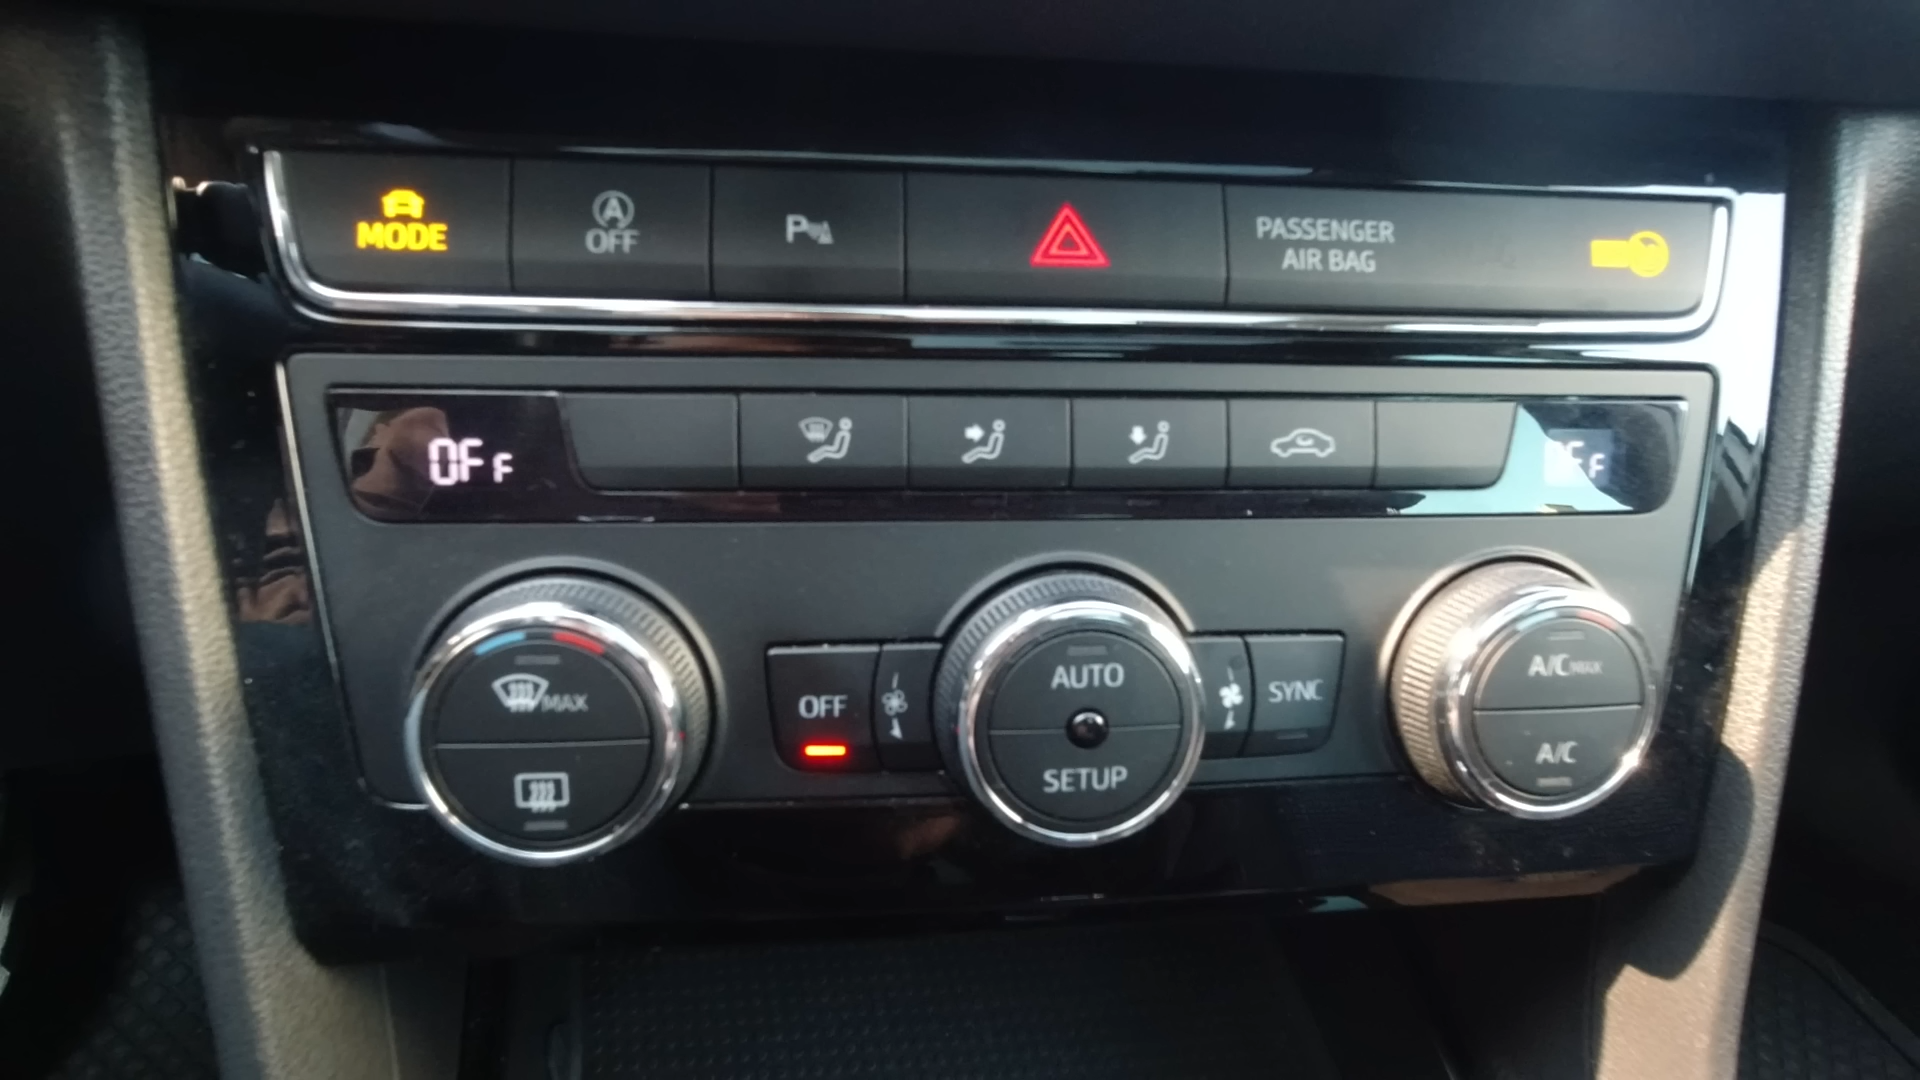 MODE
A
OFF
P
PASSENGER
AIR BAG
OFF
OFF
MAX
OFF
AUTO
SETUP
SYNC
A/C MAX
A/C